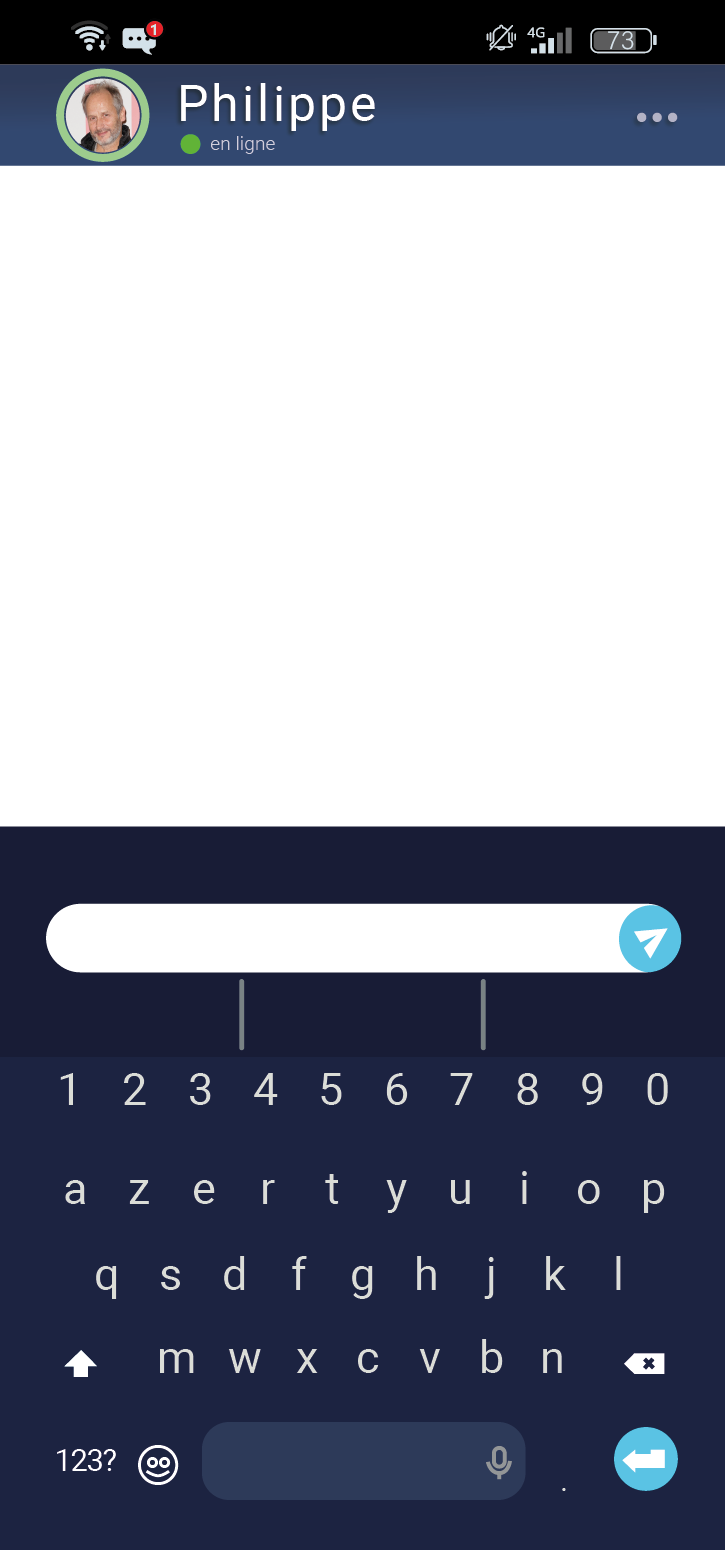 1
4G
73
Philippe
en ligne
1 2 3 4 5 6 7 8 9 0
a z e r t y u i o p
q s d f g h j k l
m w x c v b n
123? .